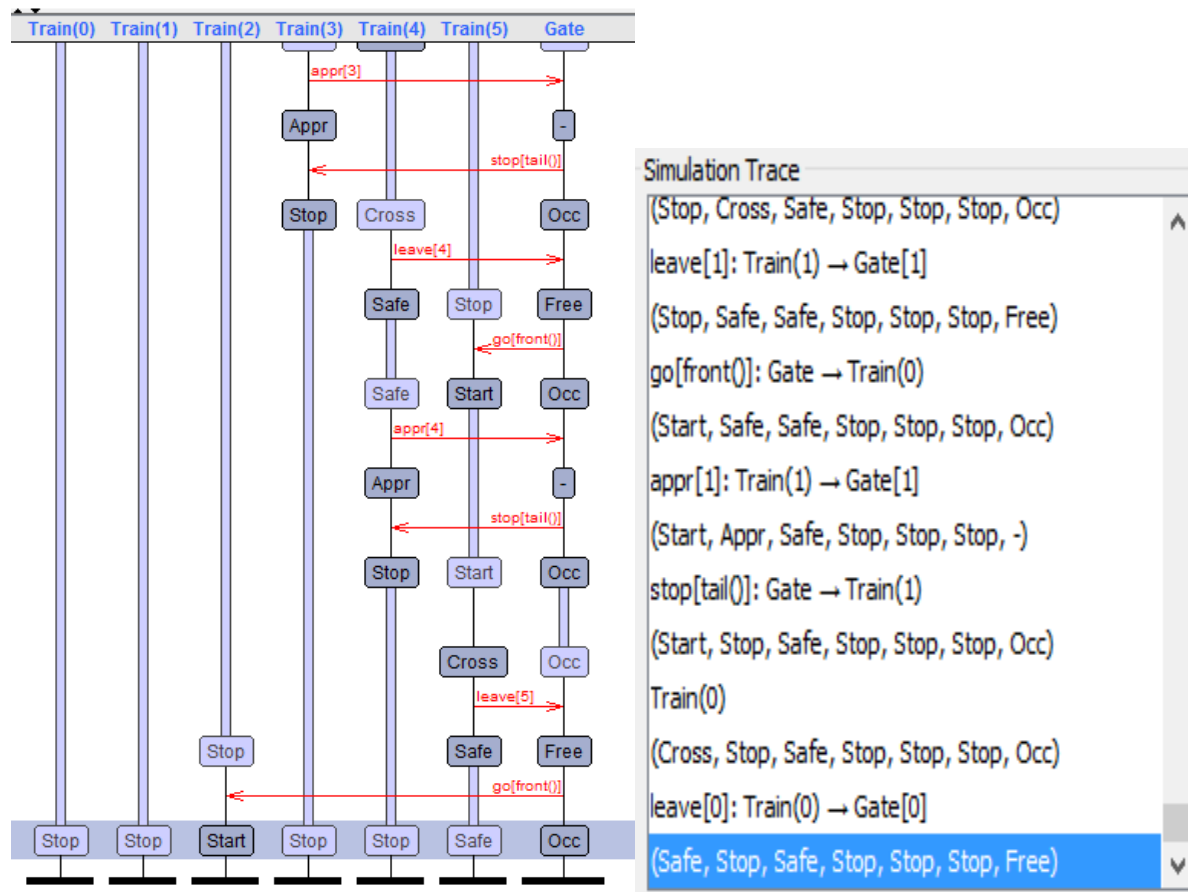 Train(0) Train(1) Train(2) Train(3) Train(4) Train(5) Gate
appr[3]
Appr -
stop[tail()]
Stop Cross Occ
leave[4]
Safe Stop Free
go[front()]
Safe Start Occ
appr[4]
Appr -
stop[tail()]
Stop Start Occ
Cross Occ
leave[5]
Stop Safe Free
go[front()]
Stop Stop Start Stop Stop Safe Occ
Simulation Trace
(Stop, Cross, Safe, Stop, Stop, Stop, Occ)
leave[1]: Train(1) → Gate[1]
(Stop, Safe, Safe, Stop, Stop, Stop, Free)
go[front()]: Gate → Train(0)
(Start, Safe, Safe, Stop, Stop, Stop, Occ)
appr[1]: Train(1) → Gate[1]
(Start, Appr, Safe, Stop, Stop, Stop, -)
stop[tail()]: Gate → Train(1)
(Start, Stop, Safe, Stop, Stop, Stop, Occ)
Train(0)
(Cross, Stop, Safe, Stop, Stop, Stop, Occ)
leave[0]: Train(0) → Gate[0]
(Safe, Stop, Safe, Stop, Stop, Stop, Free)